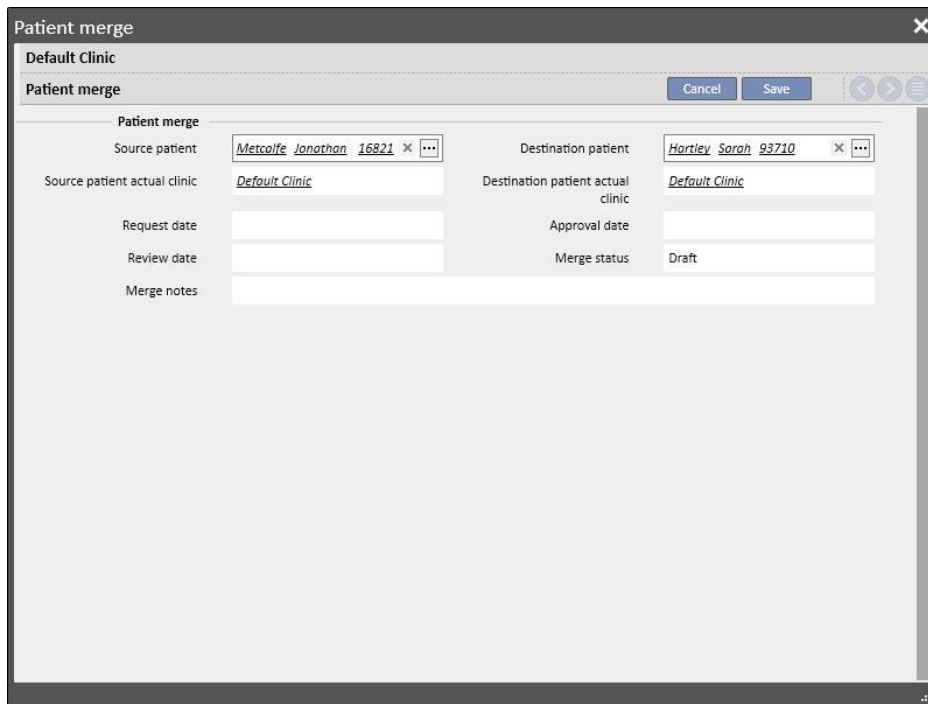 Patient merge
Default Clinic
Patient merge Cancel Save
Patient merge
Source patient Metcalfe Jonathan 16821 Destination patient Hartley Sarah 93710
Source patient actual clinic Default Clinic Destination patient actual clinic Default Clinic
Request date Approval date
Review date Merge status Draft
Merge notes